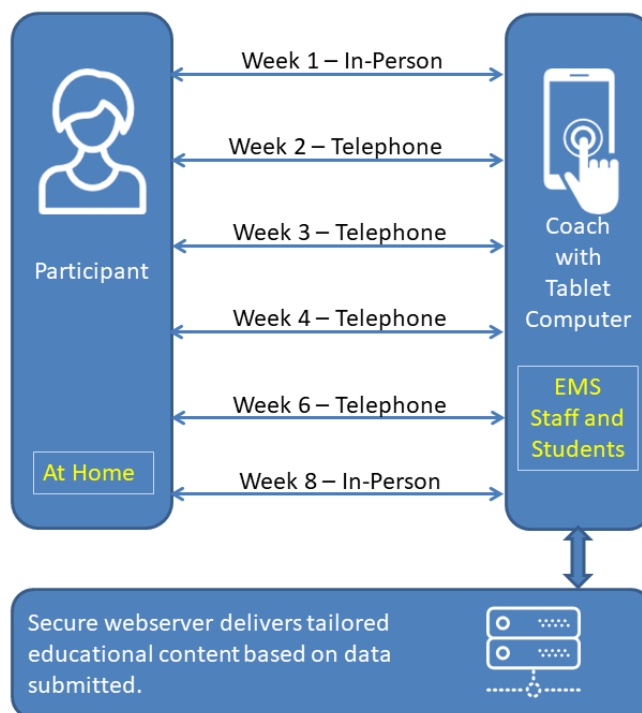 Week 1 – In-Person
Week 2 – Telephone
Week 3 – Telephone
Week 4 – Telephone
Week 6 – Telephone
Week 8 – In-Person
Participant
At Home
Coach
with
Tablet
Computer
EMS
Staff and
Students
Secure webserver delivers tailored
educational content based on data
submitted.